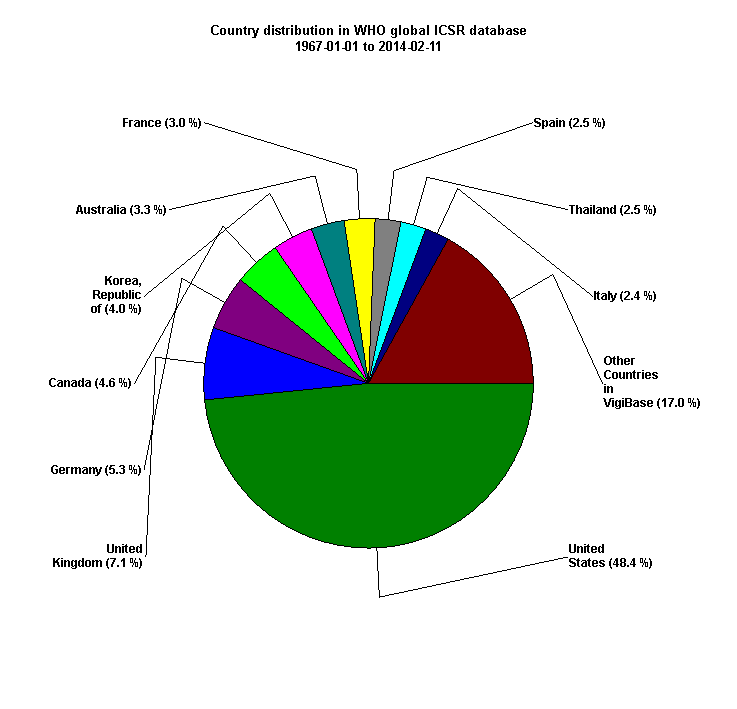 Country distribution in WHO global ICSR database
1967-01-01 to 2014-02-11
France (3.0 %)
Spain (2.5 %)
Australia (3.3 %)
Thailand (2.5 %)
Korea,
Republic
of (4.0 %)
Italy (2.4 %)
Other
Countries
in
VigiBase (17.0 %)
Canada (4.6 %)
Germany (5.3 %)
United
Kingdom (7.1 %)
United
States (48.4 %)